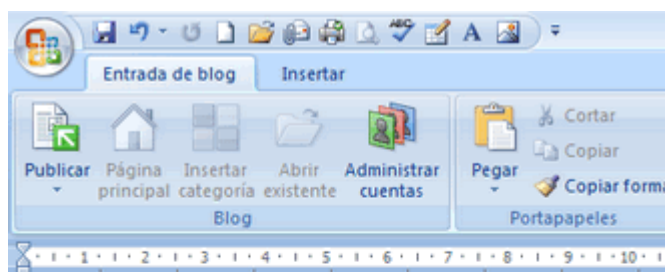 ABC
Entrada de blog Insertar
Publicar Página principal Insertar categoría Abrir existente Administrar cuentas Pegar Cortar
Copiar
Copiar forma
Blog Portapapeles
1 2 3 4 5 6 7 8 9 10